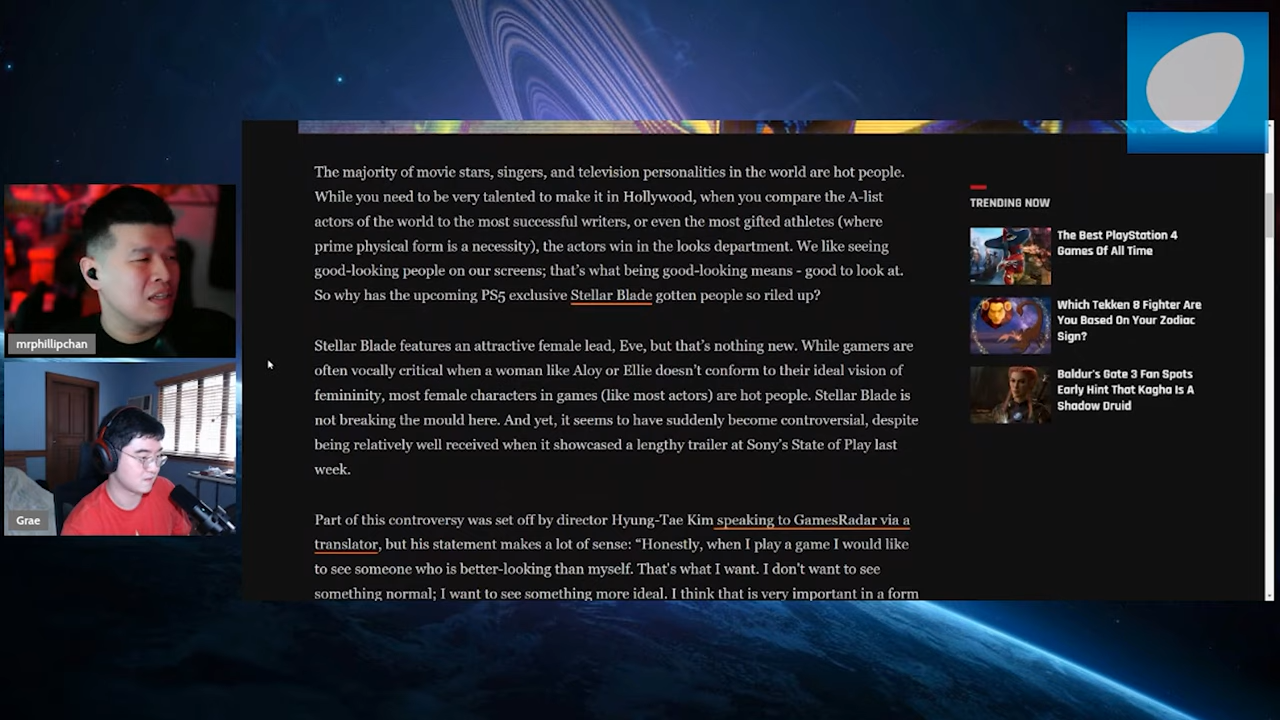 The majority of movie stars, singers, and television personalities in the world are hot people.
While you need to be very talented to make it in Hollywood, when you compare the A-list
actors of the world to the most successful writers, or even the most gifted athletes (where
prime physical form is a necessity), the actors win in the looks department. We like seeing
good-looking people on our screens; that's what being good-looking means - good to look at.
So why has the upcoming PS5 exclusive Stellar Blade gotten people so riled up?
Stellar Blade features an attractive female lead, Eve, but that's nothing new. While gamers are
often vocally critical when a woman like Aloy or Ellie doesn't conform to their ideal vision of
femininity, most female characters in games (like most actors) are hot people. Stellar Blade is
not breaking the mould here. And yet, it seems to have suddenly become controversial, despite
being relatively well received when it showcased a lengthy trailer at Sony's State of Play last
week.
Part of this controversy was set off by director Hyung-Tae Kim speaking to GamesRadar via a
translator, but his statement makes a lot of sense: “Honestly, when I play a game I would like
to see someone who is better-looking than myself. That's what I want. I don't want to see
something normal; I want to see something more ideal. I think that is very important in a form
TRENDING NOW
The Best PlayStation 4
Games Of All Time
Which Tekken 8 Fighter Are
You Based On Your Zodiac
Sign?
Baldur's Gate 3 Fan Spots
Early Hint That Kagha Is A
Shadow Druid
mrphillipchan
Grae